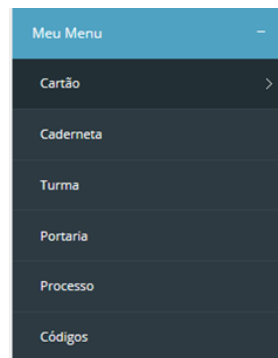 Meu Menu
Cartão
Caderneta
Turma
Portaria
Processo
Códigos